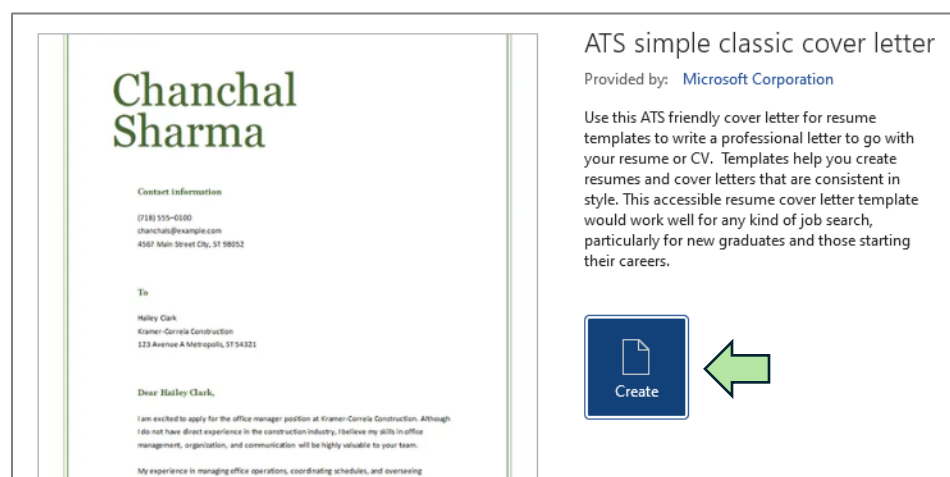 Chanchal
Sharma
Contact information
(718) 555–0100
chanchals@example.com
4567 Main Street City, ST 98052
To
Hailey Clark
Kramer-Correia Construction
123 Avenue A Metropolis, ST 54321
Dear Hailey Clark,
I am excited to apply for the office manager position at Kramer-Correia Construction. Although
I do not have direct experience in the construction industry, I believe my skills in office
management, organization, and communication will be highly valuable to your team.
My experience in managing office operations, coordinating schedules, and overseeing
ATS simple classic cover letter
Provided by: Microsoft Corporation
Use this ATS friendly cover letter for resume
templates to write a professional letter to go with
your resume or CV.  Templates help you create
resumes and cover letters that are consistent in
style. This accessible resume cover letter template
would work well for any kind of job search,
particularly for new graduates and those starting
their careers.
Create